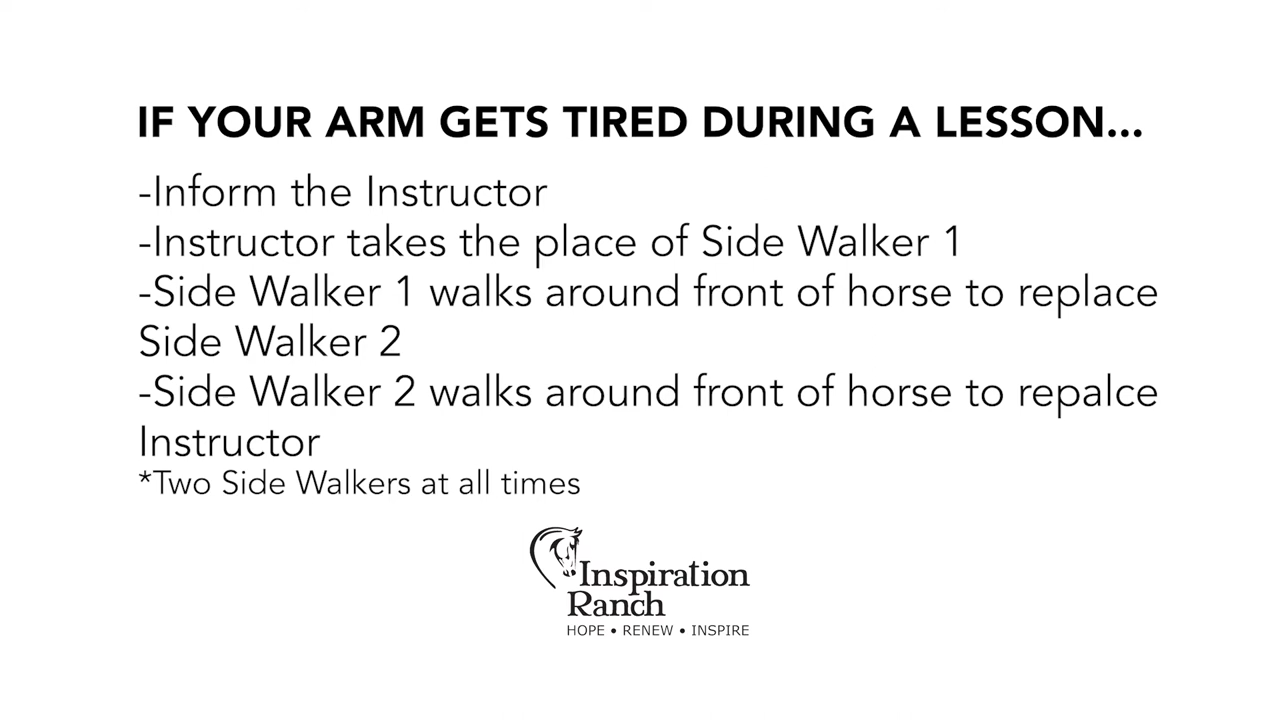 IF YOUR ARM GETS TIRED DURING A LESSON...
-Inform the Instructor
-Instructor takes the place of Side Walker 1
-Side Walker 1 walks around front of horse to replace
Side Walker 2
-Side Walker 2 walks around front of horse to repalce
Instructor
*Two Side Walkers at all times
Inspiration
Ranch
HOPE • RENEW • INSPIRE